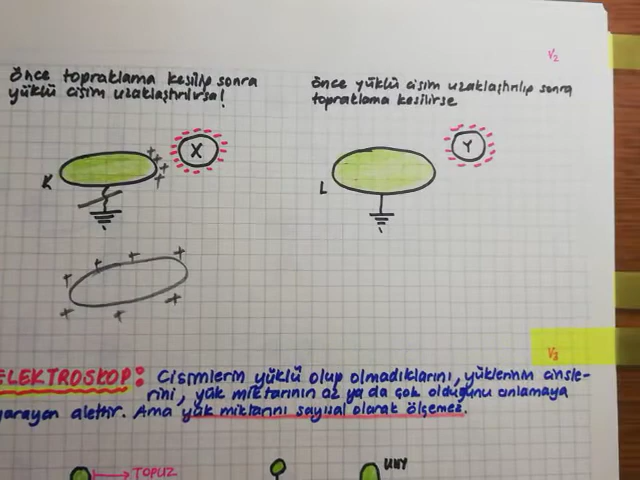 V2
önce topraklama kesilip sonra
yüklü cisim uzaklaştırılırsa!
önce yüklü cisim uzaklaştırılıp sonra
topraklama kesilirse
X
Y
K
L
V3
ELEKTROSKOP: Cisimlerin yüklü olup olmadıklarını, yüklerinin cinsle-
rini, yük miktarının az ya da çok olduğunu anlamaya
yarayan alettir. Ama yük miktarını sayısal olarak ölçemez.
TOPUZ